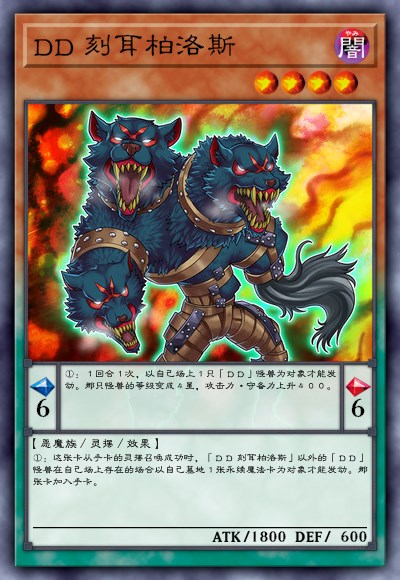 DD 刻耳柏洛斯
やみ
闇
①：1回合1次，以自己场上1只「DD」怪兽为对象才能发
动。那只怪兽的等级变成4星，攻击力·守备力上升４００。
6
6
【恶魔族／灵摆／效果】
①：这张卡从手卡的灵摆召唤成功时，「DD 刻耳柏洛斯」以外的「DD」
怪兽在自己场上存在的场合以自己墓地1张永续魔法卡为对象才能发动。那
张卡加入手卡。
ATK/1800 DEF/ 600